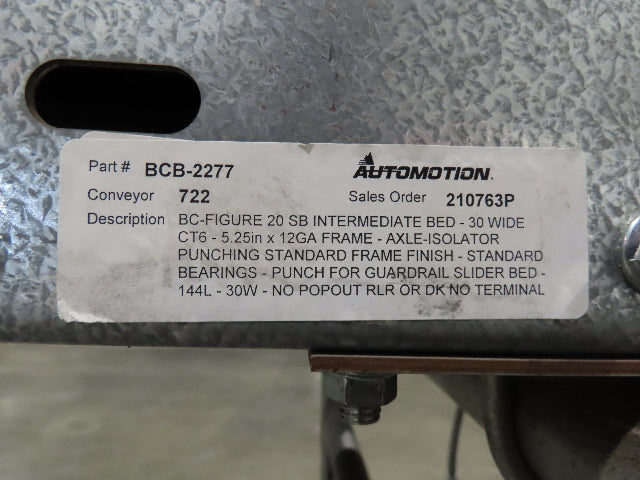 Part # BCB-2277 AUTOMOTION.
Conveyor 722 Sales Order 210763P
Description BC-FIGURE 20 SB INTERMEDIATE BED - 30 WIDE
CT6 - 5.25in x 12GA FRAME - AXLE-ISOLATOR
PUNCHING STANDARD FRAME FINISH - STANDARD
BEARINGS - PUNCH FOR GUARDRAIL SLIDER BED -
144L - 30W - NO POPOUT RLR OR DK NO TERMINAL